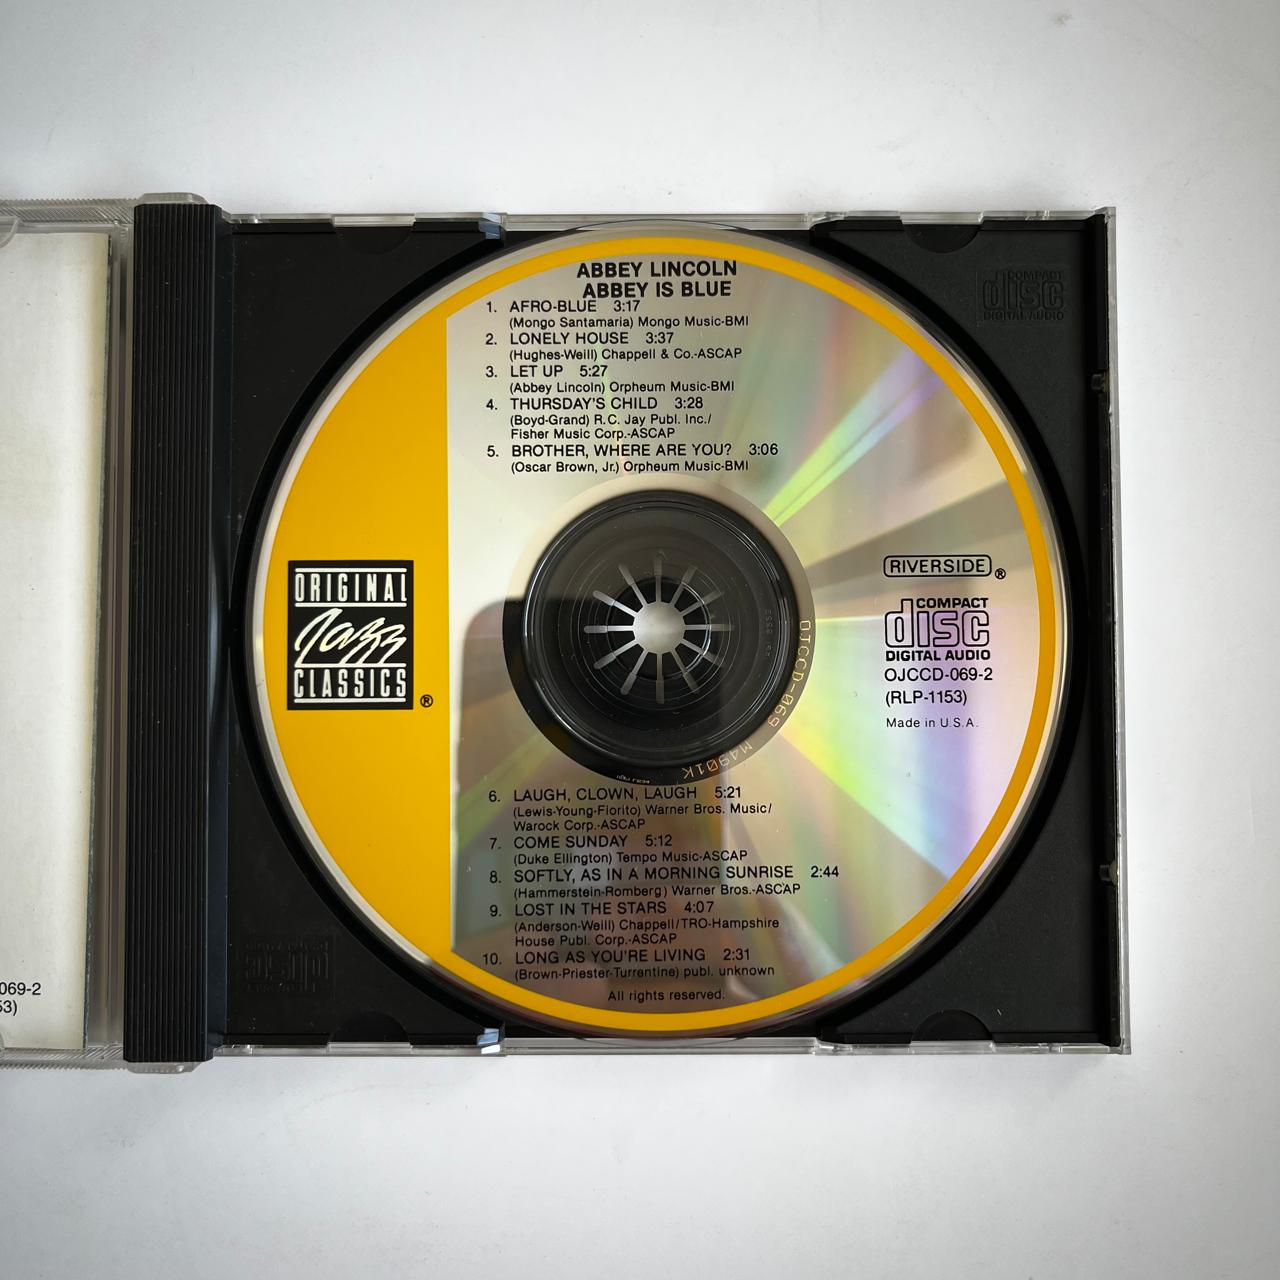 ABBEY LINCOLN
ABBEY IS BLUE
1. AFRO-BLUE 3:17
(Mongo Santamaria) Mongo Music-BMI
2. LONELY HOUSE 3:37
(Hughes-Weill) Chappell & Co.-ASCAP
3. LET UP 5:27
(Abbey Lincoln) Orpheum Music-BMI
4. THURSDAY'S CHILD 3:28
(Boyd-Grand) R.C. Jay Publ. Inc./
Fisher Music Corp.-ASCAP
5. BROTHER, WHERE ARE YOU? 3:06
(Oscar Brown, Jr.) Orpheum Music-BMI
ORIGINAL
Jazz
CLASSICS
®
RIVERSIDE ®
COMPACT
disc
DIGITAL AUDIO
OJCCD-069-2
(RLP-1153)
Made in U.S.A.
OJCCD-069 M4901K
6. LAUGH, CLOWN, LAUGH 5:21
(Lewis-Young-Florito) Warner Bros. Music/
Warock Corp.-ASCAP
7. COME SUNDAY 5:12
(Duke Ellington) Tempo Music-ASCAP
8. SOFTLY, AS IN A MORNING SUNRISE 2:44
(Hammerstein-Romberg) Warner Bros.-ASCAP
9. LOST IN THE STARS 4:07
(Anderson-Weill) Chappell/TRO-Hampshire
House Publ. Corp.-ASCAP
10. LONG AS YOU'RE LIVING 2:31
(Brown-Priester-Turrentine) publ. unknown
All rights reserved.
COMPACT
disc
DIGITAL AUDIO
069-2
53)